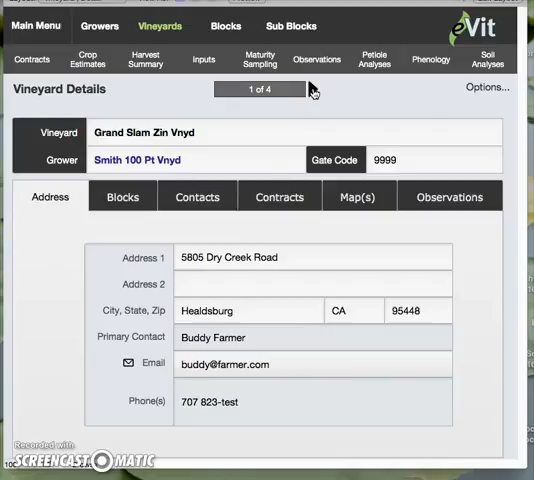 Main Menu Growers Vineyards Blocks Sub Blocks eVit
Contracts Crop Estimates Harvest Summary Inputs Maturity Sampling Observations Petiole Analyses Phenology Soil Analyses
Vineyard Details 1 of 4 Options...
Vineyard Grand Slam Zin Vnyd
Grower Smith 100 Pt Vnyd Gate Code 9999
Address Blocks Contacts Contracts Map(s) Observations
Address 1 5805 Dry Creek Road
Address 2
City, State, Zip Healdsburg CA 95448
Primary Contact Buddy Farmer
Email buddy@farmer.com
Phone(s) 707 823-test
Recorded with
SCREENCAST-O-MATIC